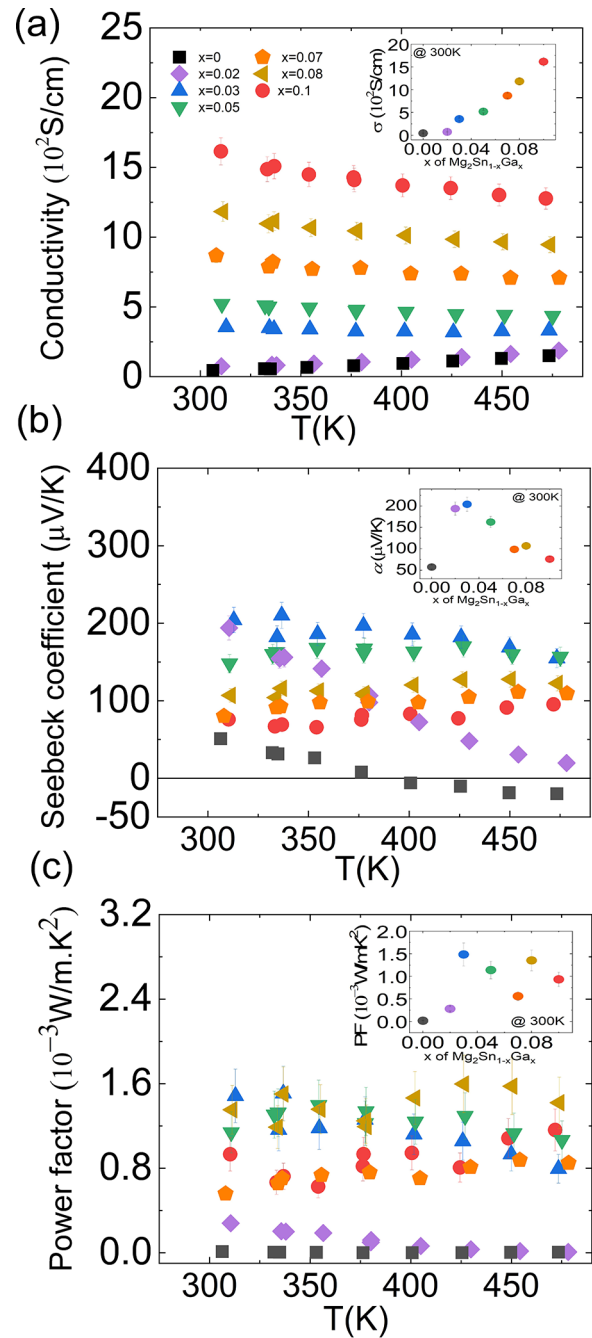 (a)
25
20
15
10
5
0
Conductivity (10²S/cm)
x=0
x=0.02
x=0.03
x=0.05
x=0.07
x=0.08
x=0.1
@ 300K
20
15
10
5
0
σ (10²S/cm)
0.00 0.04 0.08
x of Mg₂Sn₁₋ₓGaₓ
300 350 400 450
T(K)
(b)
400
300
200
100
0
-50
Seebeck coefficient (μV/K)
@ 300K
200
150
100
50
α(μV/K)
0.00 0.04 0.08
x of Mg₂Sn₁₋ₓGaₓ
300 350 400 450
T(K)
(c)
3.2
2.4
1.6
0.8
0.0
Power factor (10⁻³W/m.K²)
2.0
1.5
1.0
0.5
0.0
PF (10⁻³W/mK²)
@ 300K
0.00 0.04 0.08
x of Mg₂Sn₁₋ₓGaₓ
300 350 400 450
T(K)